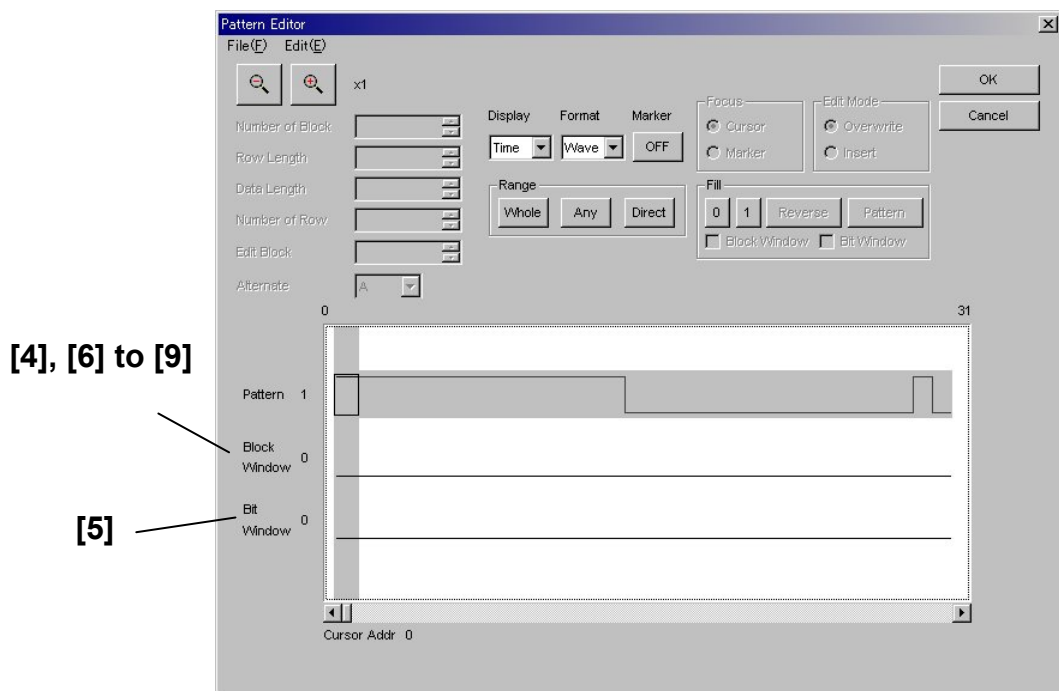 Pattern Editor
File(F) Edit(E)
x1
OK
Cancel
Number of Block
Row Length
Data Length
Number of Row
Edit Block
Alternate
A
Display Format Marker
Time Wave OFF
Range
Whole Any Direct
Focus
Cursor
Marker
Edit Mode
Overwrite
Insert
Fill
0 1 Reverse Pattern
Block Window Bit Window
0 31
[4], [6] to [9]
Pattern 1
Block
Window 0
[5]
Bit
Window 0
Cursor Addr 0